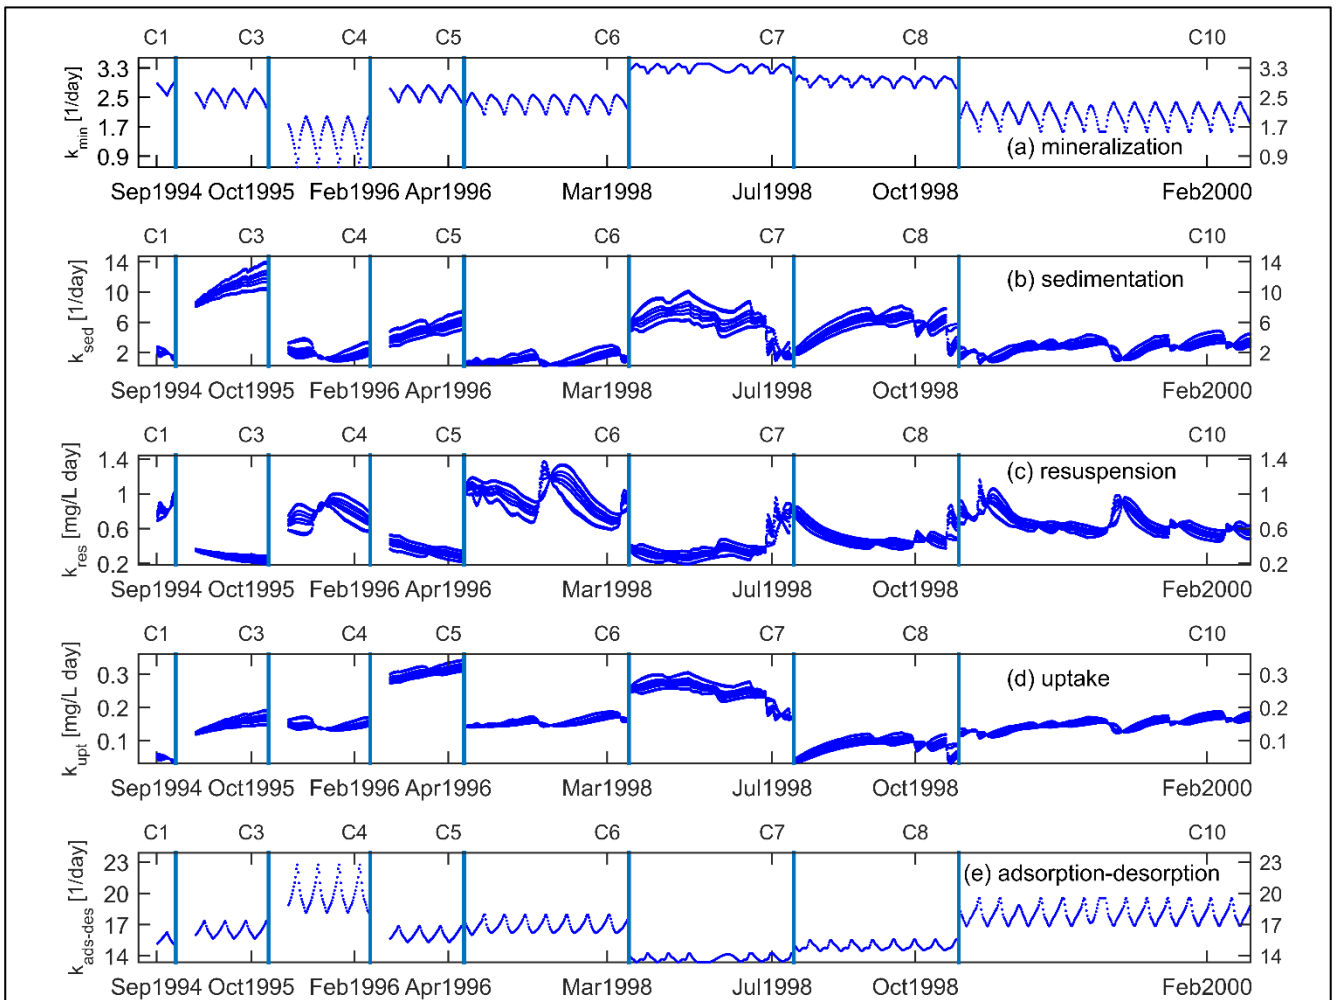 C1 C3 C4 C5 C6 C7 C8 C10
k_min [1/day]
3.3 3.3
2.5 2.5
1.7 1.7
0.9 0.9
(a) mineralization
Sep1994 Oct1995 Feb1996 Apr1996 Mar1998 Jul1998 Oct1998 Feb2000
C1 C3 C4 C5 C6 C7 C8 C10
k_sed [1/day]
14 14
10 10
6 6
2 2
(b) sedimentation
Sep1994 Oct1995 Feb1996 Apr1996 Mar1998 Jul1998 Oct1998 Feb2000
C1 C3 C4 C5 C6 C7 C8 C10
k_res [mg/L day]
1.4 1.4
1 1
0.6 0.6
0.2 0.2
(c) resuspension
Sep1994 Oct1995 Feb1996 Apr1996 Mar1998 Jul1998 Oct1998 Feb2000
C1 C3 C4 C5 C6 C7 C8 C10
k_upt [mg/L day]
0.3 0.3
0.2 0.2
0.1 0.1
(d) uptake
Sep1994 Oct1995 Feb1996 Apr1996 Mar1998 Jul1998 Oct1998 Feb2000
C1 C3 C4 C5 C6 C7 C8 C10
k_ads-des [1/day]
23 23
20 20
17 17
14 14
(e) adsorption-desorption
Sep1994 Oct1995 Feb1996 Apr1996 Mar1998 Jul1998 Oct1998 Feb2000